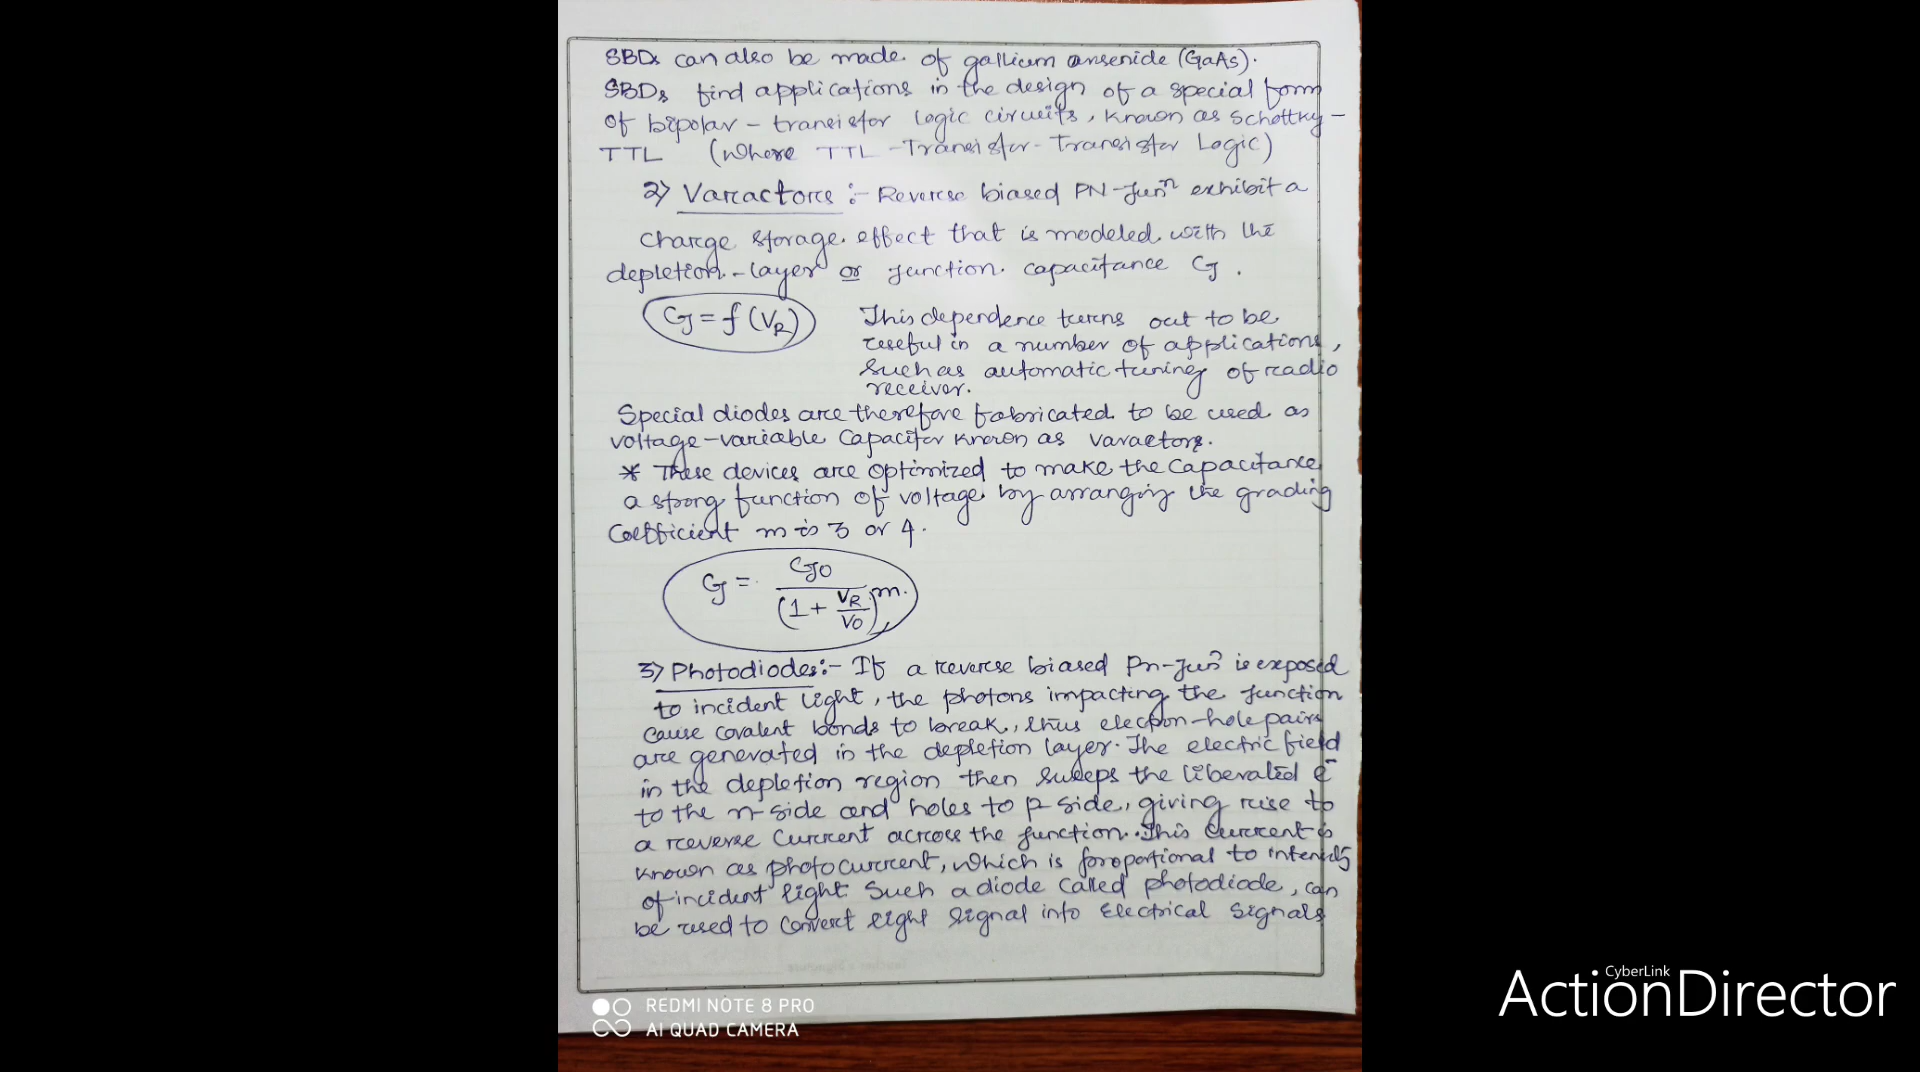 SBDs can also be made of gallium arsenide (GaAs).
SBDs find applications in the design of a special form
of bipolar - transistor logic circuits, known as Schottky -
TTL (Where TTL - Transistor - Transistor Logic)
2) Varactors :- Reverse biased PN-Junⁿ exhibit a
charge storage effect that is modeled with the
depletion - layer or junction capacitance CJ .
CJ = f (VR)
This dependence turns out to be
useful in a number of applications,
such as automatic tuning of radio
receiver.
Special diodes are therefore fabricated to be used as
voltage-variable Capacitor known as varactors.
* These devices are optimized to make the capacitance
a strong function of voltage by arranging the grading
Coefficient m is 3 or 4.
CJ = CJ0 / (1 + VR/V0)^m.
3) Photodiodes :- If a reverse biased Pn-Junⁿ is exposed
to incident light, the photons impacting the junction
cause covalent bonds to break, thus electron-hole pairs
are generated in the depletion layer. The electric field
in the depletion region then sweeps the liberated e⁻
to the n-side and holes to p side, giving rise to
a reverse current across the junction. This current is
known as photocurrent, which is proportional to intensity
of incident light. Such a diode called photodiode, can
be used to convert light signal into Electrical Signals
REDMI NOTE 8 PRO
AI QUAD CAMERA
CyberLink
ActionDirector